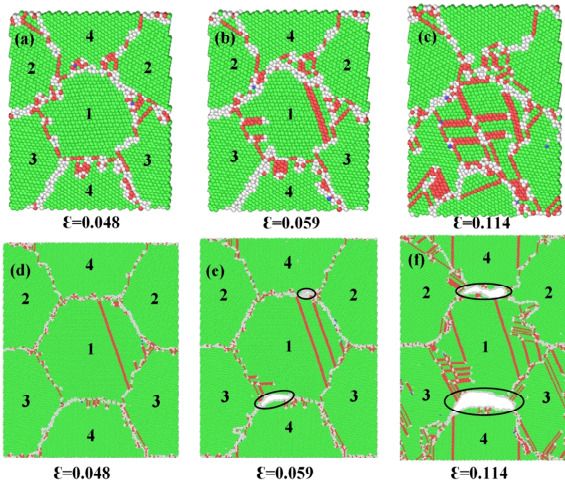 (a) 4 (b) 4 (c)
2 2 2 2
1 1
3 3 3 3
4 4
Ɛ=0.048 Ɛ=0.059 Ɛ=0.114
(d) 4 (e) 4 (f) 4
2 2 2 2 2 2
1 1 1
3 3 3 3 3 3
4 4 4
Ɛ=0.048 Ɛ=0.059 Ɛ=0.114